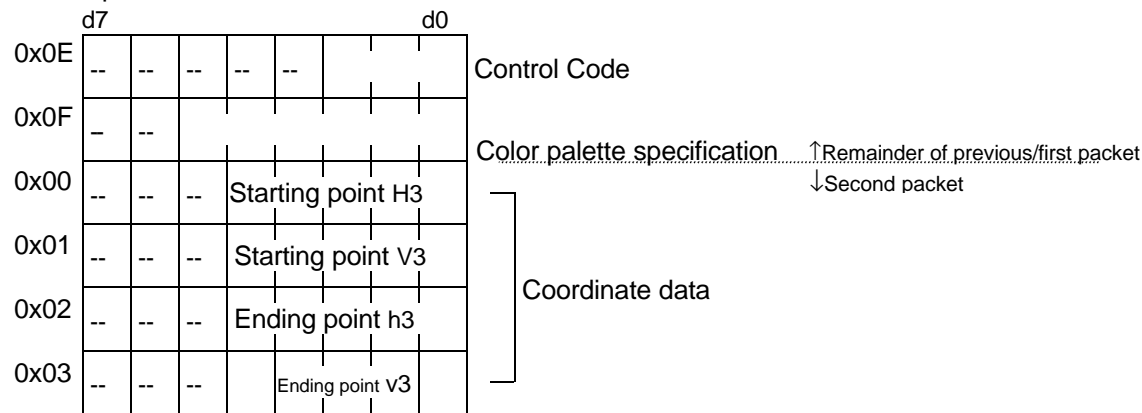 d7 d0
0x0E -- -- -- -- -- Control Code
0x0F – --
Color palette specification ↑Remainder of previous/first packet
0x00 -- -- -- Starting point H3 ↓Second packet
0x01 -- -- -- Starting point V3
Coordinate data
0x02 -- -- -- Ending point h3
0x03 -- -- -- Ending point V3